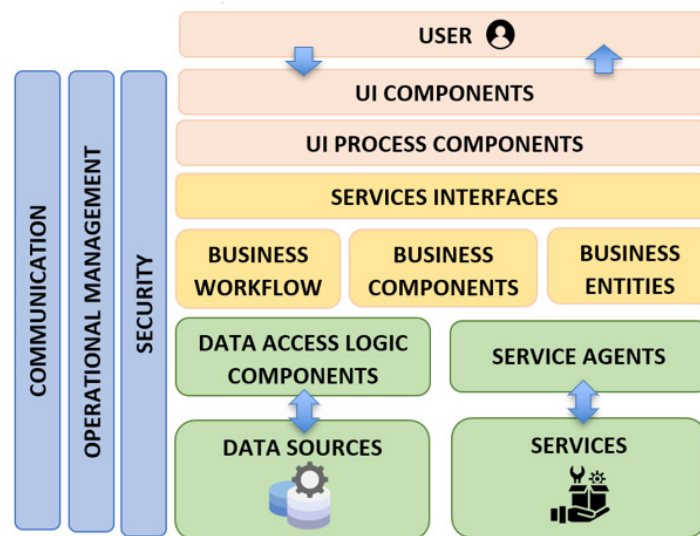 USER
UI COMPONENTS
UI PROCESS COMPONENTS
SERVICES INTERFACES
BUSINESS
WORKFLOW
BUSINESS
COMPONENTS
BUSINESS
ENTITIES
DATA ACCESS LOGIC
COMPONENTS
SERVICE AGENTS
DATA SOURCES
SERVICES
COMMUNICATION
OPERATIONAL MANAGEMENT
SECURITY